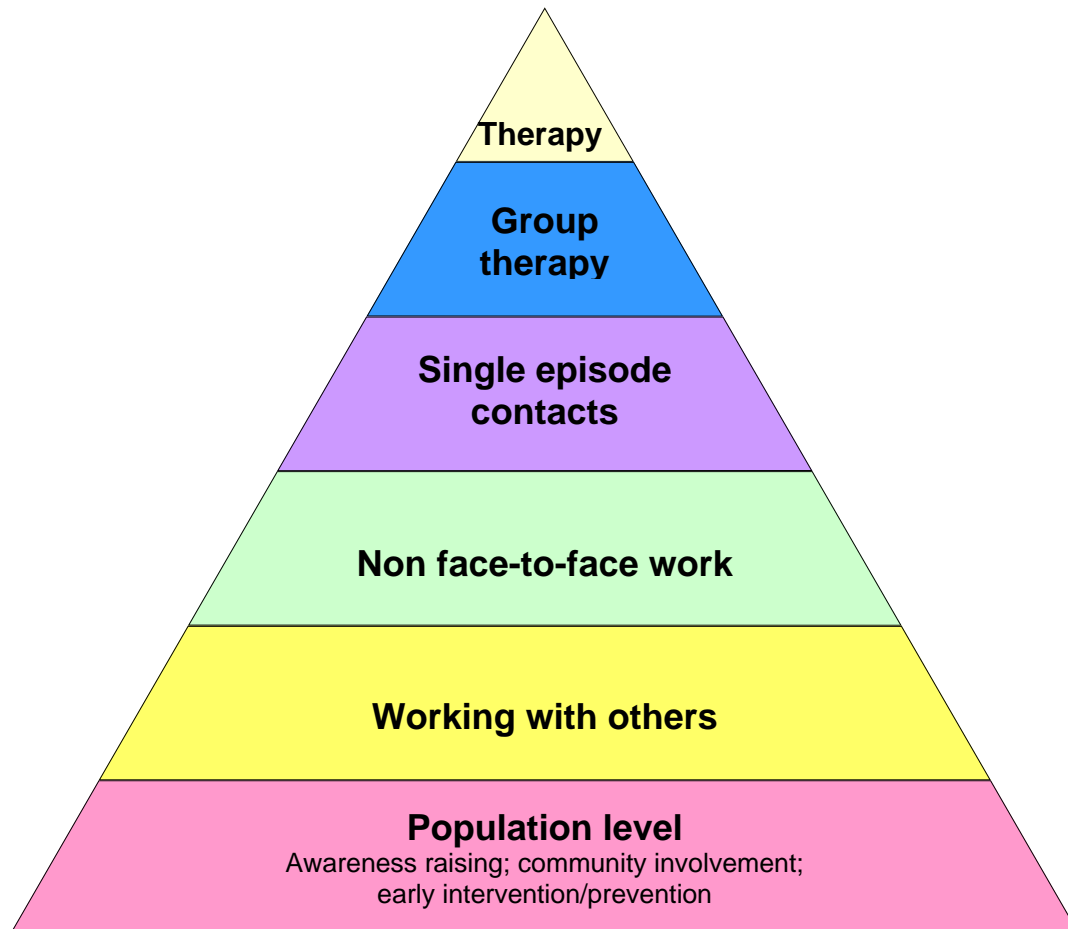 Therapy
Group
therapy
Single episode
contacts
Non face-to-face work
Working with others
Population level
Awareness raising; community involvement;
early intervention/prevention